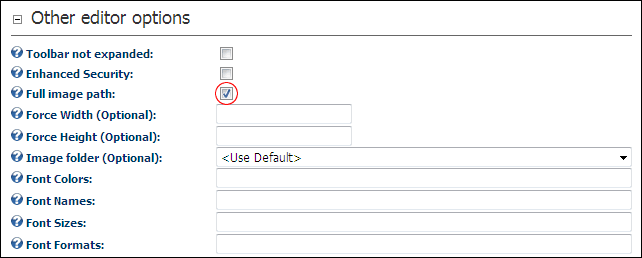 Other editor options
Toolbar not expanded:
Enhanced Security:
Full image path:
Force Width (Optional):
Force Height (Optional):
Image folder (Optional): <Use Default>
Font Colors:
Font Names:
Font Sizes:
Font Formats: